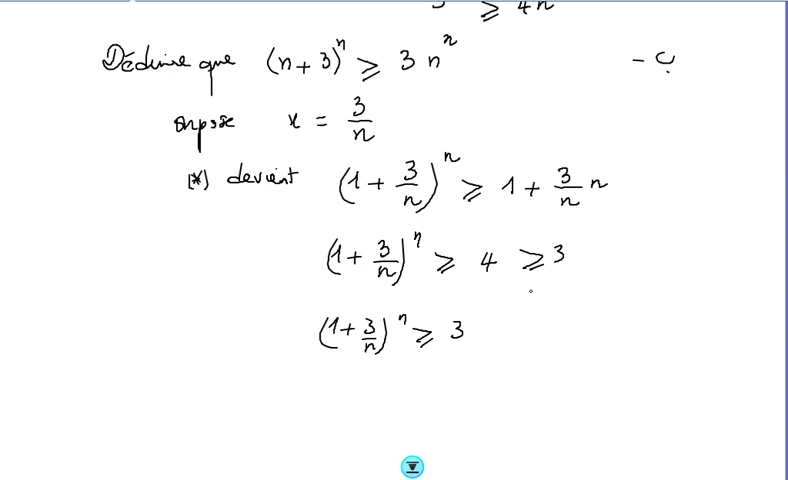 ≥ 4n
Déduire que (n+3)^n ≥ 3 n^n - ج
on pose x = 3/n
(*) devient (1 + 3/n)^n ≥ 1 + 3/n n
(1 + 3/n)^n ≥ 4 ≥ 3
(1 + 3/n)^n ≥ 3